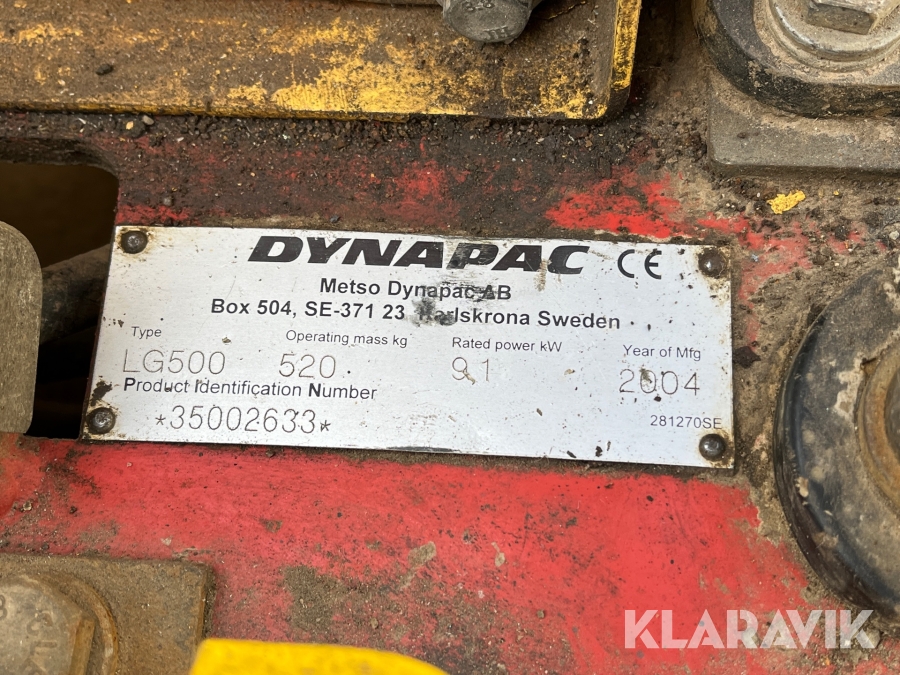 DYNAPAC CE
Metso Dynapac AB
Box 504, SE-371 23 Karlskrona Sweden
Type Operating mass kg Rated power kW Year of Mfg
LG500 520 9.1 2004
Product Identification Number
*35002633*
281270SE
KLARAVIK